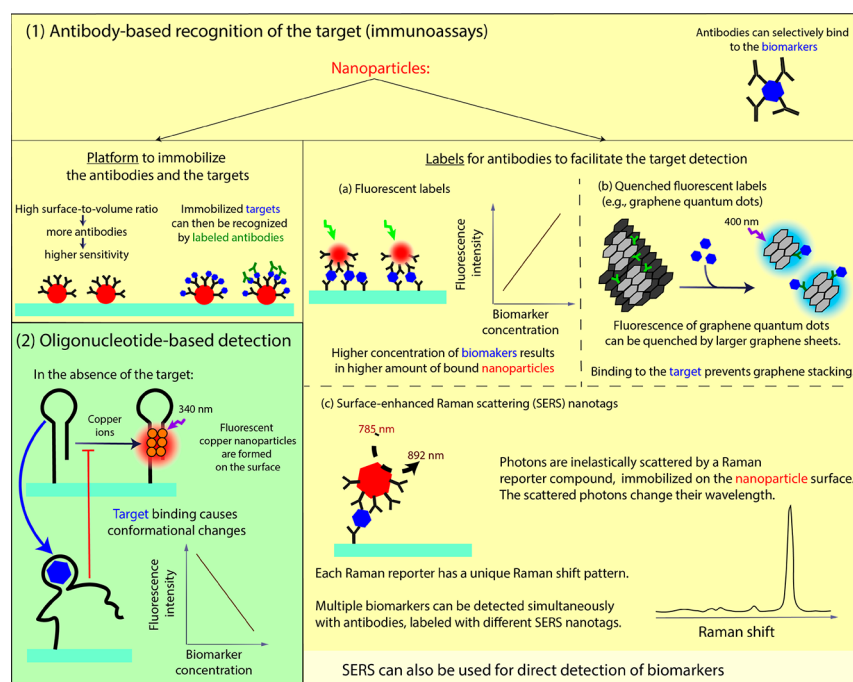 (1) Antibody-based recognition of the target (immunoassays)
Antibodies can selectively bind
to the biomarkers
Nanoparticles:
Platform to immobilize
the antibodies and the targets
High surface-to-volume ratio
more antibodies
higher sensitivity
Immobilized targets
can then be recognized
by labeled antibodies
Labels for antibodies to facilitate the target detection
(a) Fluorescent labels
Fluorescence
intensity
Biomarker
concentration
Higher concentration of biomakers results
in higher amount of bound nanoparticles
(b) Quenched fluorescent labels
(e.g., graphene quantum dots)
400 nm
Fluorescence of graphene quantum dots
can be quenched by larger graphene sheets.
Binding to the target prevents graphene stacking.
(2) Oligonucleotide-based detection
In the absence of the target:
Copper
ions
340 nm
Fluorescent
copper nanoparticles
are formed
on the surface
Target binding causes
conformational changes
Fluorescence
intensity
Biomarker
concentration
(c) Surface-enhanced Raman scattering (SERS) nanotags
785 nm
892 nm
Photons are inelastically scattered by a Raman
reporter compound, immobilized on the nanoparticle surface.
The scattered photons change their wavelength.
Each Raman reporter has a unique Raman shift pattern.
Multiple biomarkers can be detected simultaneously
with antibodies, labeled with different SERS nanotags.
Raman shift
SERS can also be used for direct detection of biomarkers